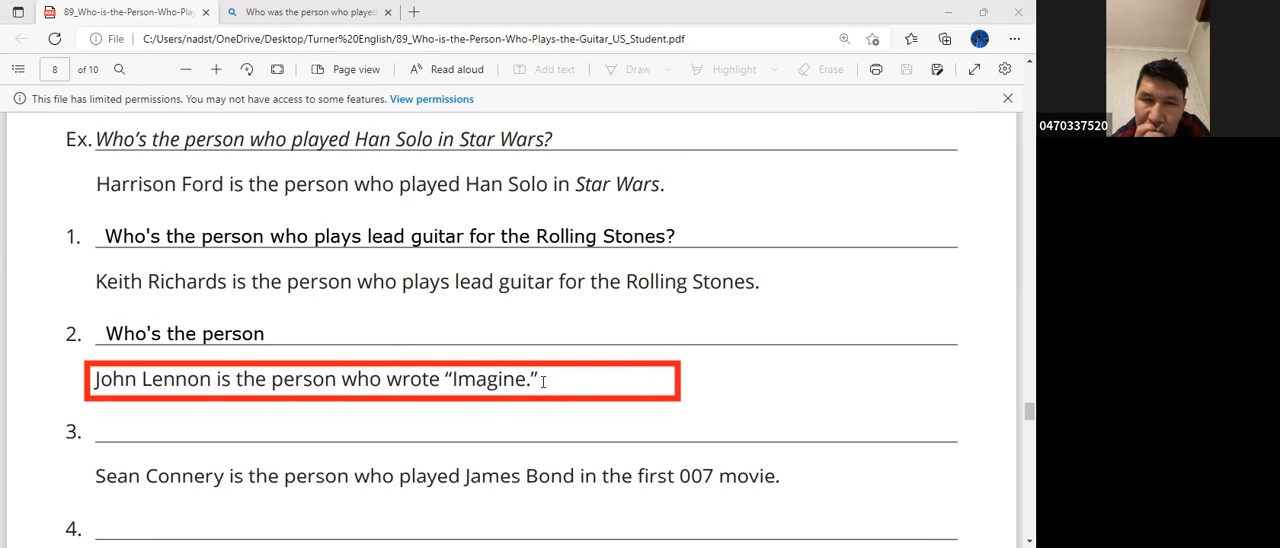 89_Who-is-the-Person-Who-Pla
Who was the person who played
File
C:/Users/nadst/OneDrive/Desktop/Turner%20English/89_Who-is-the-Person-Who-Plays-the-Guitar_US_Student.pdf
8 of 10
Page view
Read aloud
Add text
Draw
Highlight
Erase
This file has limited permissions. You may not have access to some features. View permissions
0470337520
Ex. Who's the person who played Han Solo in Star Wars?
Harrison Ford is the person who played Han Solo in Star Wars.
1. Who's the person who plays lead guitar for the Rolling Stones?
Keith Richards is the person who plays lead guitar for the Rolling Stones.
2. Who's the person
John Lennon is the person who wrote “Imagine.”
3.
Sean Connery is the person who played James Bond in the first 007 movie.
4.